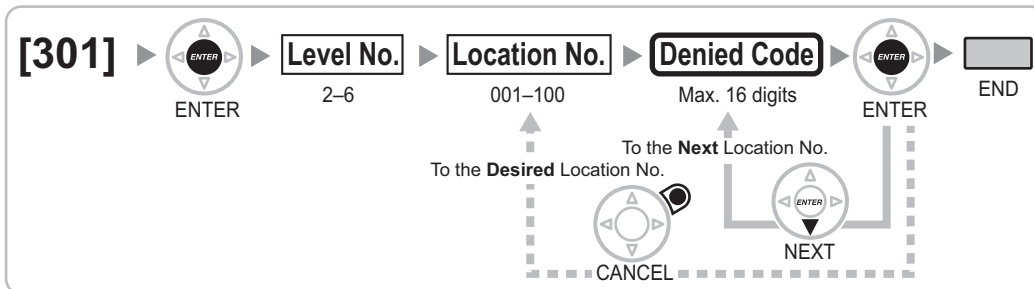 [301]
ENTER
ENTER
Level No.
2–6
Location No.
001–100
Denied Code
Max. 16 digits
ENTER
ENTER
END
To the Next Location No.
To the Desired Location No.
ENTER
NEXT
CANCEL